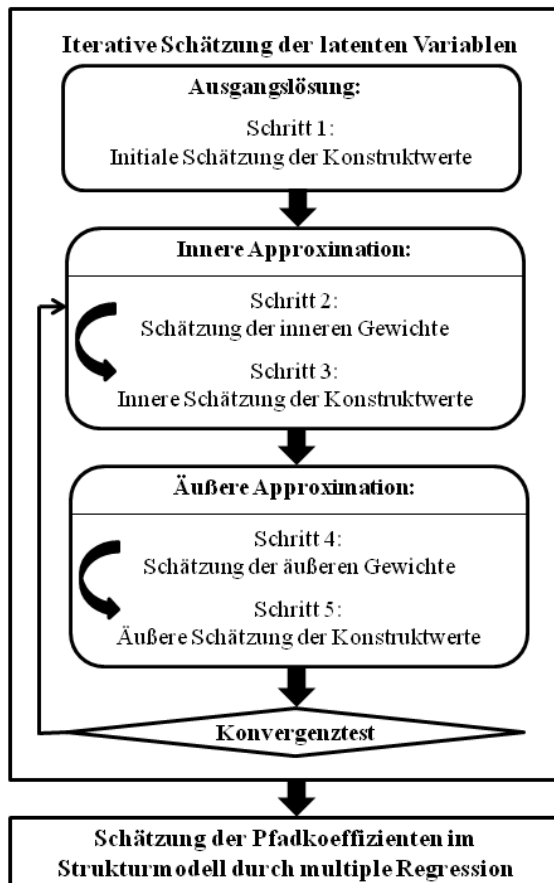 Iterative Schätzung der latenten Variablen
Ausgangslösung:
Schritt 1:
Initiale Schätzung der Konstruktwerte
Innere Approximation:
Schritt 2:
Schätzung der inneren Gewichte
Schritt 3:
Innere Schätzung der Konstruktwerte
Äußere Approximation:
Schritt 4:
Schätzung der äußeren Gewichte
Schritt 5:
Äußere Schätzung der Konstruktwerte
Konvergenztest
Schätzung der Pfadkoeffizienten im
Strukturmodell durch multiple Regression